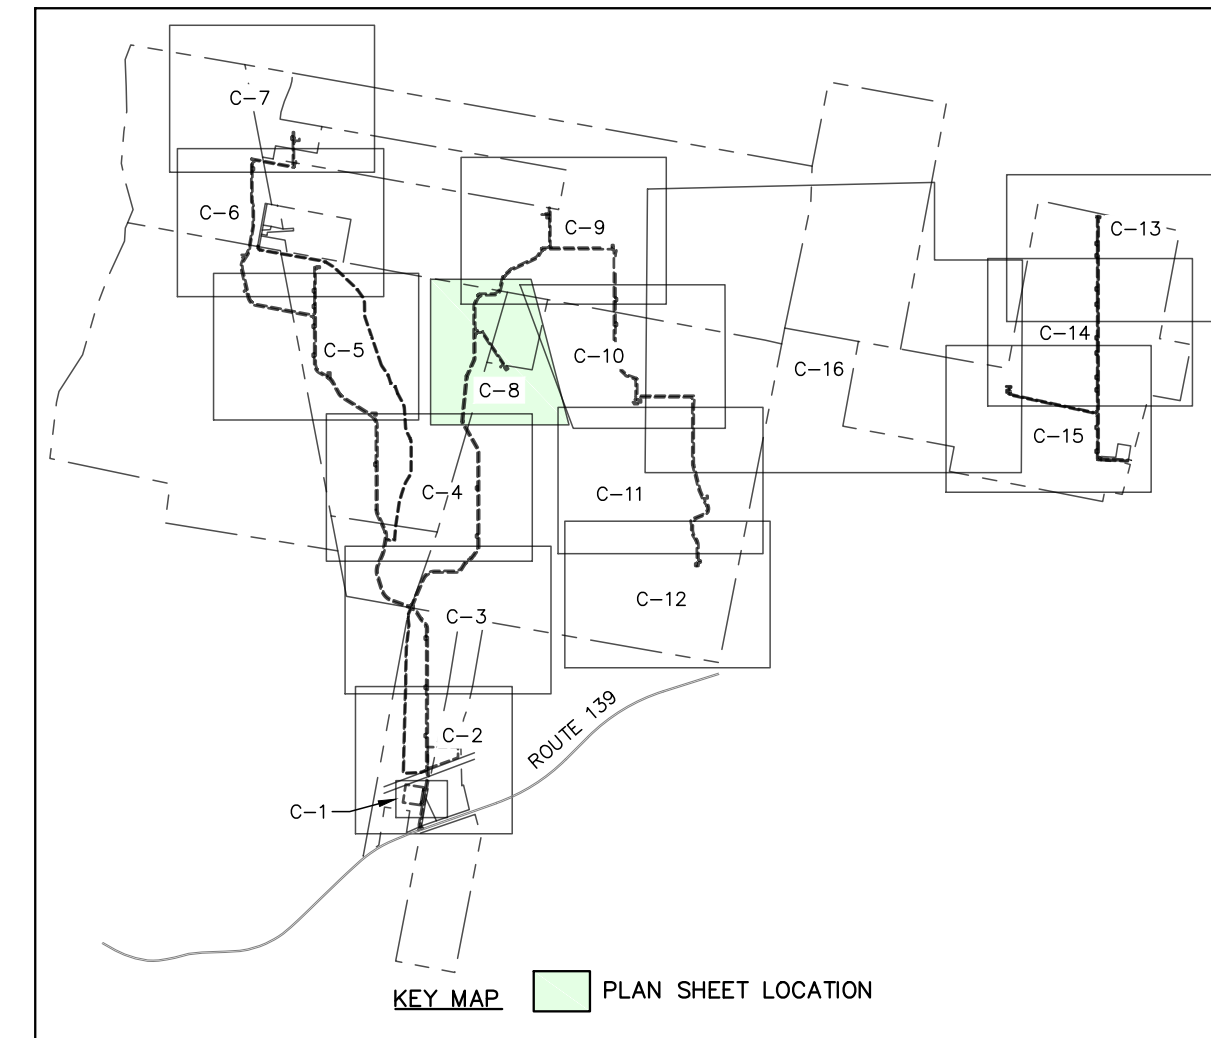 C-7
C-6
C-9
C-13
C-5
C-10
C-14
C-16
C-8
C-15
C-4
C-11
C-12
C-3
C-2
ROUTE 139
C-1
KEY MAP
PLAN SHEET LOCATION